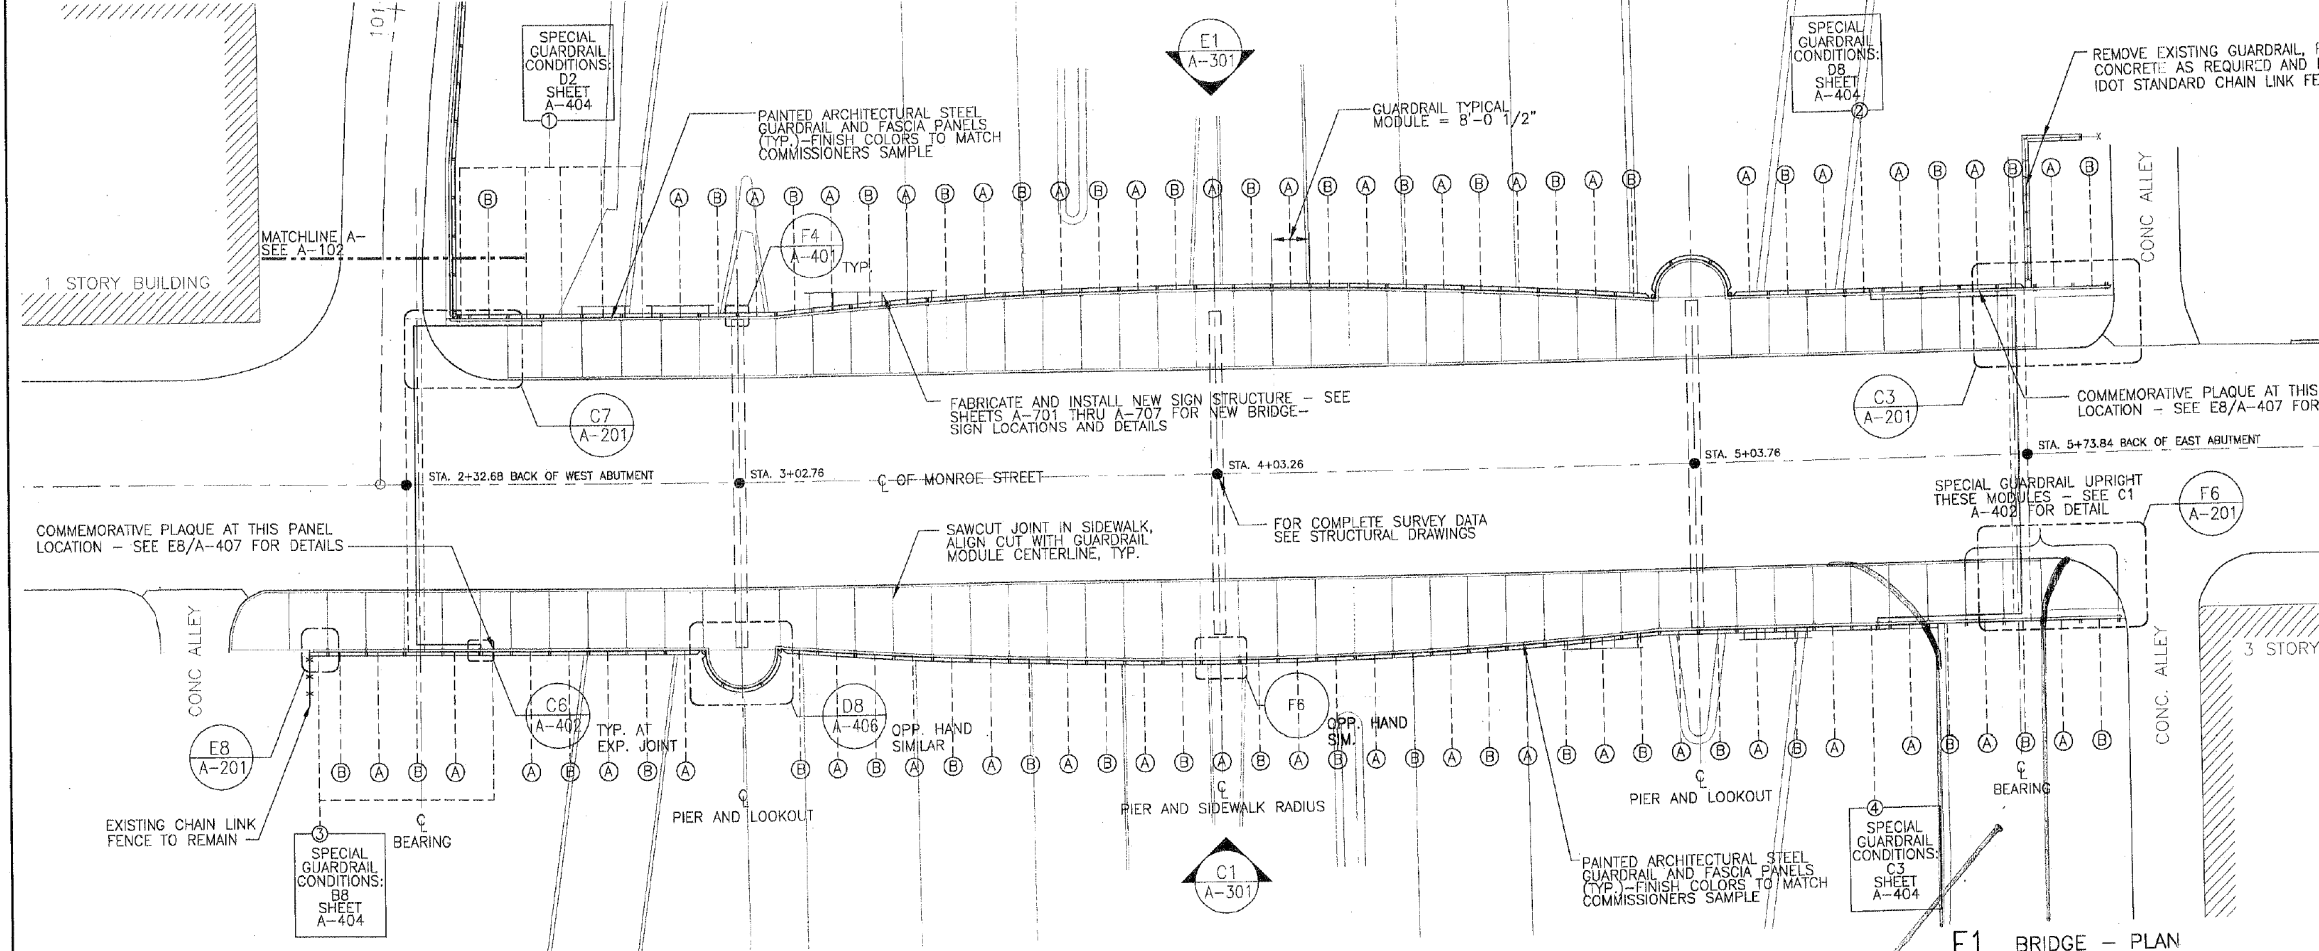 101
SPECIAL
GUARDRAIL
CONDITIONS:
D2
SHEET
A-404
1
E1
A-301
SPECIAL
GUARDRAIL
CONDITIONS:
D8
SHEET
A-404
2
REMOVE EXISTING GUARDRAIL,
CONCRETE AS REQUIRED AND
IDOT STANDARD CHAIN LINK
PAINTED ARCHITECTURAL STEEL
GUARDRAIL AND FASCIA PANELS
(TYP.)-FINISH COLORS TO MATCH
COMMISSIONERS SAMPLE
GUARDRAIL TYPICAL
MODULE = 8'-0 1/2"
B A B A B A B A B A B A B A B A B A B A B A B A B A B
A B A A B A B A B
CONC ALLEY
MATCHLINE A-
SEE A-102
F4
A-401
TYP.
1 STORY BUILDING
C7
A-201
FABRICATE AND INSTALL NEW SIGN STRUCTURE - SEE
SHEETS A-701 THRU A-707 FOR NEW BRIDGE-
SIGN LOCATIONS AND DETAILS
C3
A-201
COMMEMORATIVE PLAQUE AT THIS
LOCATION - SEE E8/A-407 FOR
STA. 2+32.68 BACK OF WEST ABUTMENT
STA. 3+02.76
℄ OF MONROE STREET
STA. 4+03.26
STA. 5+03.76
STA. 5+73.84 BACK OF EAST ABUTMENT
SPECIAL GUARDRAIL UPRIGHT
THESE MODULES - SEE C1
A-402 FOR DETAIL
F6
A-201
COMMEMORATIVE PLAQUE AT THIS PANEL
LOCATION - SEE E8/A-407 FOR DETAILS
SAWCUT JOINT IN SIDEWALK,
ALIGN CUT WITH GUARDRAIL
MODULE CENTERLINE, TYP.
FOR COMPLETE SURVEY DATA
SEE STRUCTURAL DRAWINGS
CONC ALLEY
CONC. ALLEY
3 STORY
E8
A-201
C6
A-402
TYP. AT
EXP. JOINT
D8
A-406
OPP. HAND
SIMILAR
F6
OPP. HAND
SIM.
B A B A A B A B A B A B A B A B A B A B A B A B A B A B A B A B A B A B A A B A B A B
EXISTING CHAIN LINK
FENCE TO REMAIN
℄
BEARING
℄
PIER AND LOOKOUT
℄
PIER AND SIDEWALK RADIUS
℄
PIER AND LOOKOUT
℄
BEARING
3
SPECIAL
GUARDRAIL
CONDITIONS:
B8
SHEET
A-404
C1
A-301
PAINTED ARCHITECTURAL STEEL
GUARDRAIL AND FASCIA PANELS
(TYP.)-FINISH COLORS TO MATCH
COMMISSIONERS SAMPLE
4
SPECIAL
GUARDRAIL
CONDITIONS:
C3
SHEET
A-404
BRIDGE - PLAN